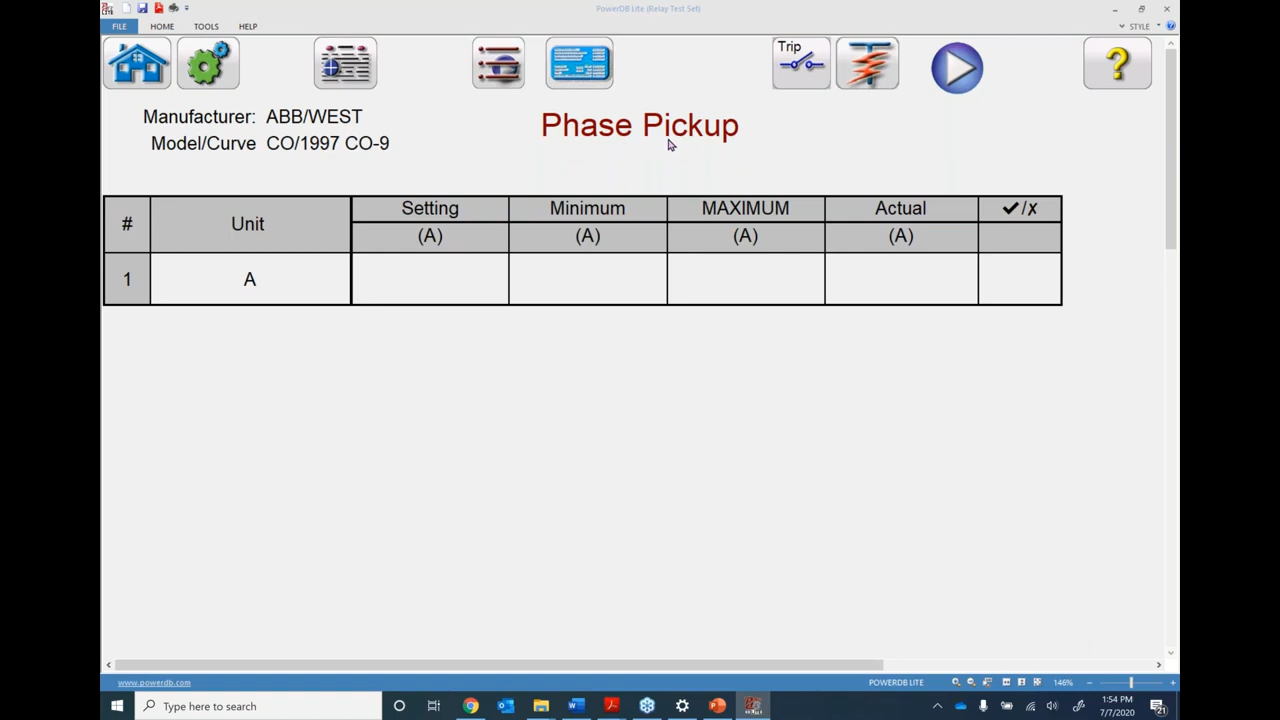 PowerDB Lite (Relay Test Set)
FILE HOME TOOLS HELP STYLE
Trip
Manufacturer: ABB/WEST
Model/Curve CO/1997 CO-9
Phase Pickup
# Unit Setting Minimum MAXIMUM Actual ✔/✗
(A) (A) (A) (A)
1 A
www.powerdb.com POWERDB LITE 146%
Type here to search
1:54 PM
7/7/2020
21